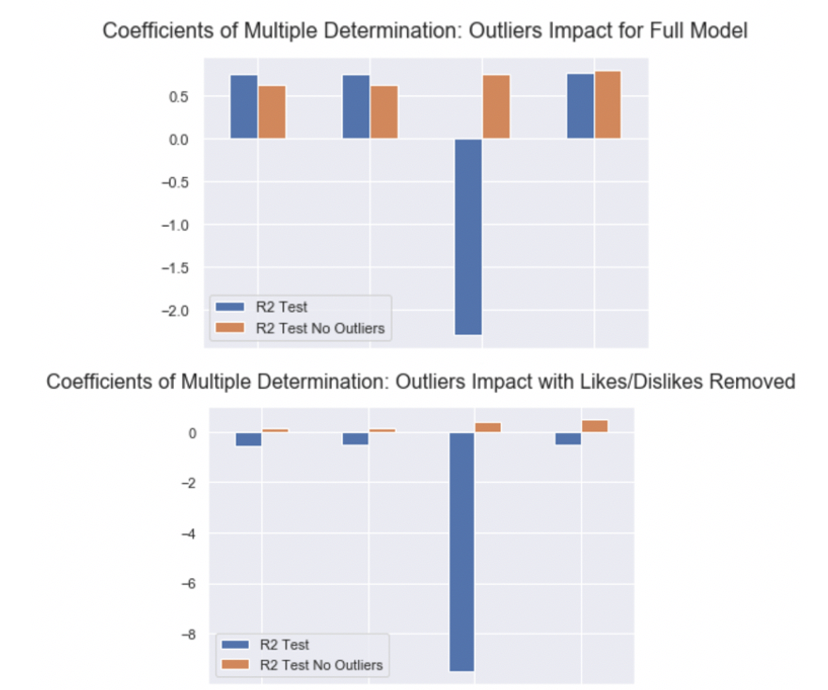 Coefficients of Multiple Determination: Outliers Impact for Full Model
0.5
0.0
−0.5
−1.0
−1.5
−2.0
R2 Test
R2 Test No Outliers
Coefficients of Multiple Determination: Outliers Impact with Likes/Dislikes Removed
0
−2
−4
−6
−8
R2 Test
R2 Test No Outliers